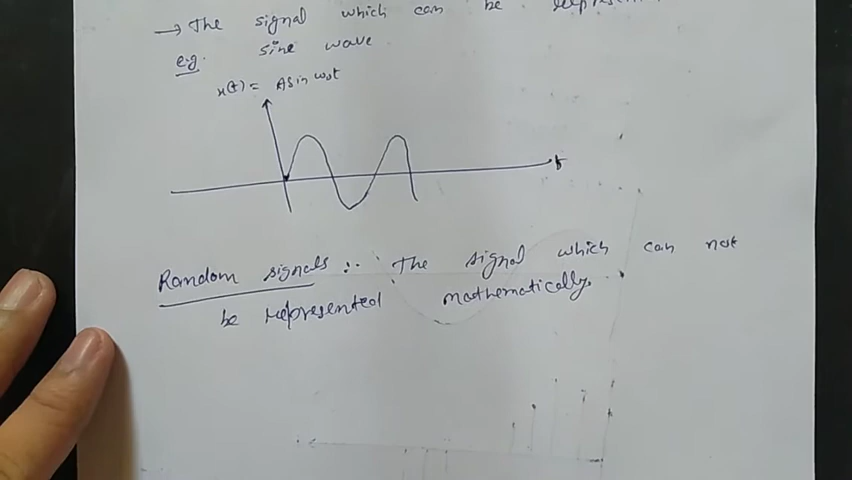 → The signal which can be
e.g. sine wave
x(t) = A sin ω₀t
t
Random signals :- The signal which can not
be represented mathematically.